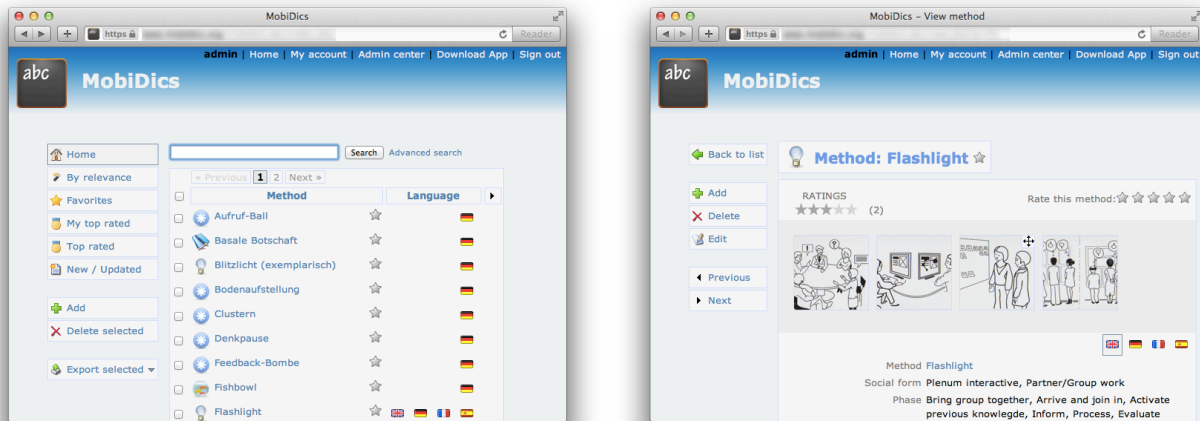 MobiDics
https
Reader
admin | Home | My account | Admin center | Download App | Sign out
abc
MobiDics
Home
By relevance
Favorites
My top rated
Top rated
New / Updated
Add
Delete selected
Export selected
Search
Advanced search
« Previous 1 2 Next »
Method Language
Aufruf-Ball
Basale Botschaft
Blitzlicht (exemplarisch)
Bodenaufstellung
Clustern
Denkpause
Feedback-Bombe
Fishbowl
Flashlight
MobiDics – View method
https
Reader
admin | Home | My account | Admin center | Download App | Sign out
abc
MobiDics
Back to list
Add
Delete
Edit
Previous
Next
Method: Flashlight
RATINGS
(2)
Rate this method:
Method Flashlight
Social form Plenum interactive, Partner/Group work
Phase Bring group together, Arrive and join in, Activate
previous knowlegde, Inform, Process, Evaluate